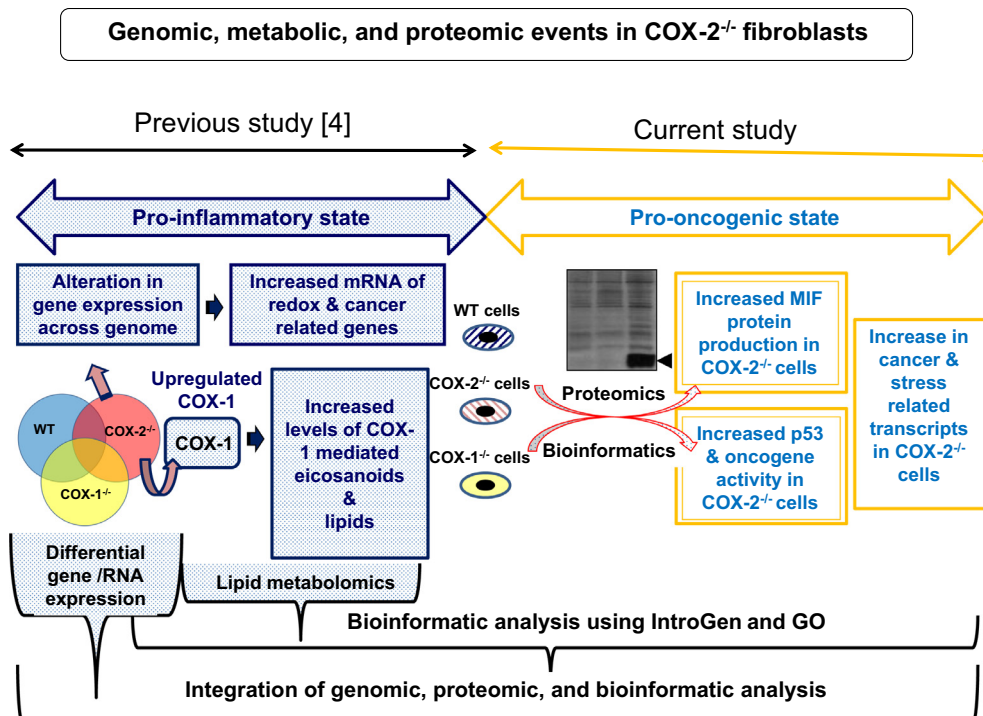 Genomic, metabolic, and proteomic events in COX-2-/- fibroblasts
Previous study [4]
Current study
Pro-inflammatory state
Pro-oncogenic state
Alteration in
gene expression
across genome
Increased mRNA of
redox & cancer
related genes
WT cells
Increased MIF
protein
production in
COX-2-/- cells
Increase in
cancer &
stress
related
transcripts
in COX-2-/-
cells
Upregulated
COX-1
WT
COX-2-/-
COX-1-/-
COX-1
Increased
levels of COX-
1 mediated
eicosanoids
&
lipids
COX-2-/- cells
COX-1-/- cells
Proteomics
Bioinformatics
Increased p53
& oncogene
activity in
COX-2-/- cells
Differential
gene /RNA
expression
Lipid metabolomics
Bioinformatic analysis using IntroGen and GO
Integration of genomic, proteomic, and bioinformatic analysis